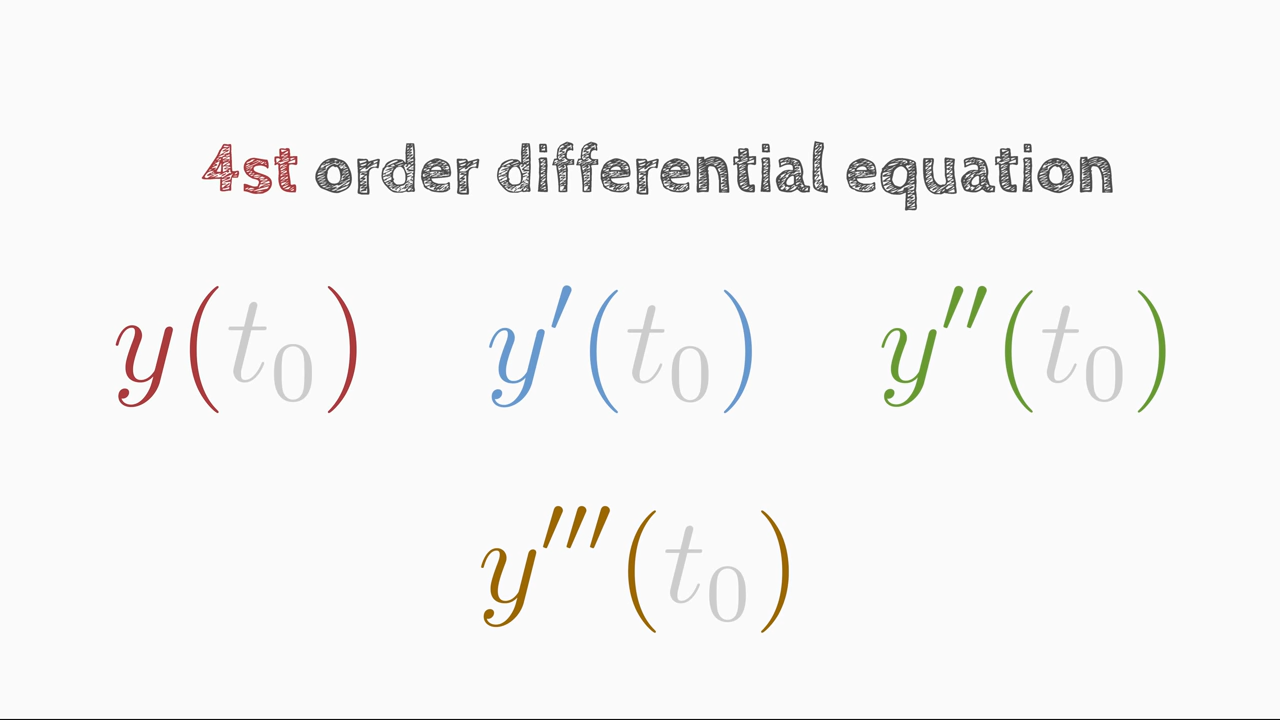 4st order differential equation
y(t₀) y′(t₀) y″(t₀)
y‴(t₀)